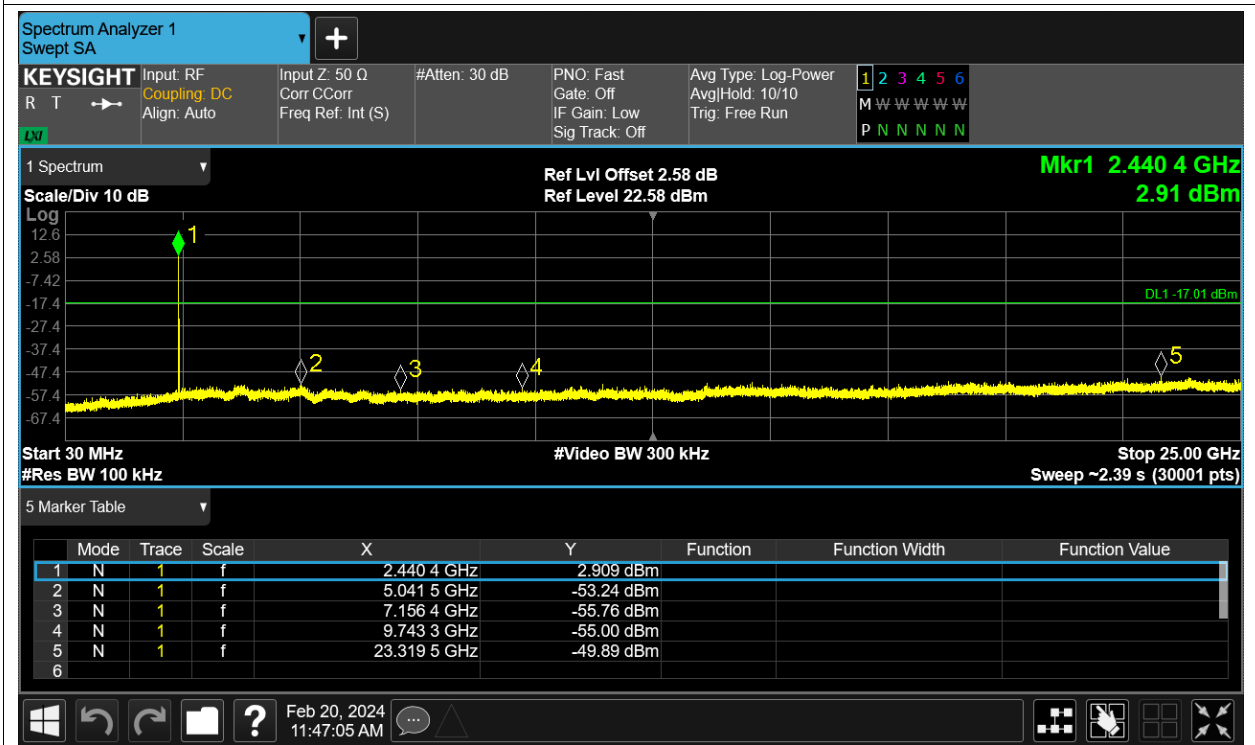 Spectrum Analyzer 1
Swept SA
+
KEYSIGHT Input: RF Input Z: 50 Ω #Atten: 30 dB PNO: Fast Avg Type: Log-Power 1 2 3 4 5 6
R T Coupling: DC Corr CCorr Gate: Off Avg|Hold: 10/10 M W W W W W
Align: Auto Freq Ref: Int (S) IF Gain: Low Trig: Free Run
LXI Sig Track: Off P N N N N N
1 Spectrum Ref Lvl Offset 2.58 dB Mkr1 2.440 4 GHz
Scale/Div 10 dB Ref Level 22.58 dBm 2.91 dBm
Log
12.6 1
2.58
-7.42
-17.4 DL1 -17.01 dBm
-27.4
-37.4
-47.4 2 3 4 5
-57.4
-67.4
Start 30 MHz #Video BW 300 kHz Stop 25.00 GHz
#Res BW 100 kHz Sweep ~2.39 s (30001 pts)
5 Marker Table
Mode Trace Scale X Y Function Function Width Function Value
1 N 1 f 2.440 4 GHz 2.909 dBm
2 N 1 f 5.041 5 GHz -53.24 dBm
3 N 1 f 7.156 4 GHz -55.76 dBm
4 N 1 f 9.743 3 GHz -55.00 dBm
5 N 1 f 23.319 5 GHz -49.89 dBm
6
? Feb 20, 2024
11:47:05 AM